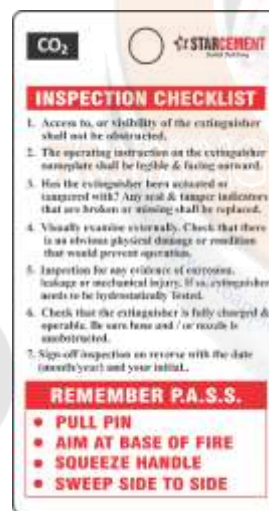 CO₂
STARCEMENT
INSPECTION CHECKLIST
1. Access to, or visibility of the extinguisher
shall not be obstructed.
2. The operating instruction on the extinguisher
nameplate shall be legible & facing outward.
3. Has the extinguisher been actuated or
tampered with? Any seal & tamper indicators
that are broken or missing shall be replaced.
4. Visually examine externally. Check that there
is no obvious physical damage or condition
that would prevent operation.
5. Inspection for any evidence of corrosion,
leakage or mechanical injury. If so, extinguisher
needs to be hydrostatically Tested.
6. Check that the extinguisher is fully charged &
operable. Be sure hose and / or nozzle is
unobstructed.
7. Sign-off inspection on reverse with the date
(month/year) and your initial..
REMEMBER P.A.S.S.
• PULL PIN
• AIM AT BASE OF FIRE
• SQUEEZE HANDLE
• SWEEP SIDE TO SIDE